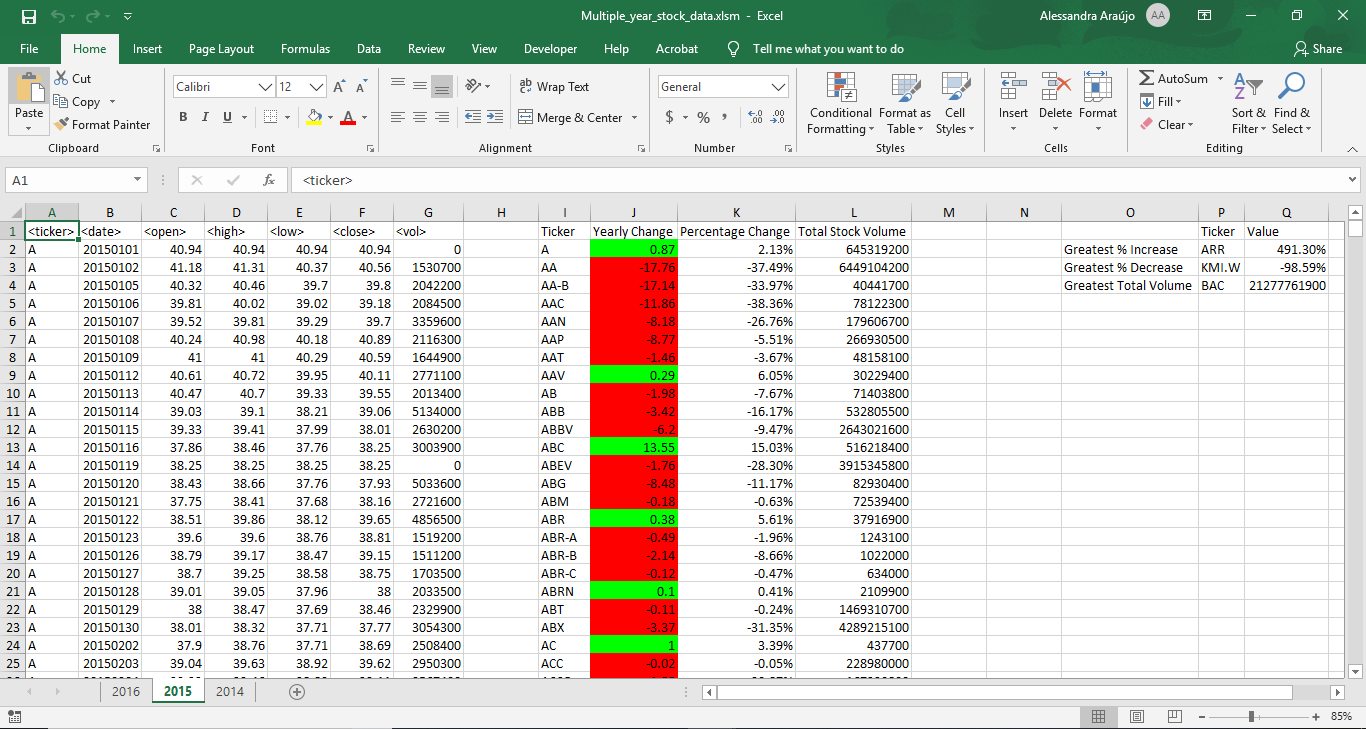 Multiple_year_stock_data.xlsm - Excel
Alessandra Araújo AA
File Home Insert Page Layout Formulas Data Review View Developer Help Acrobat Tell me what you want to do Share
Paste
Cut
Copy
Format Painter
Clipboard
Calibri 12
B I U
Font
Wrap Text
Merge & Center
Alignment
General
$ % ,
Number
Conditional Formatting
Format as Table
Cell Styles
Styles
Insert Delete Format
Cells
AutoSum
Fill
Clear
Sort & Filter
Find & Select
Editing
A1 fx <ticker>
A B C D E F G H I J K L M N O P Q
1 <ticker> <date> <open> <high> <low> <close> <vol> Ticker Yearly Change Percentage Change Total Stock Volume Ticker Value
2 A 20150101 40.94 40.94 40.94 40.94 0 A 0.87 2.13% 645319200 Greatest % Increase ARR 491.30%
3 A 20150102 41.18 41.31 40.37 40.56 1530700 AA -17.76 -37.49% 6449104200 Greatest % Decrease KMI.W -98.59%
4 A 20150105 40.32 40.46 39.7 39.8 2042200 AA-B -17.14 -33.97% 40441700 Greatest Total Volume BAC 21277761900
5 A 20150106 39.81 40.02 39.02 39.18 2084500 AAC -11.86 -38.36% 78122300
6 A 20150107 39.52 39.81 39.29 39.7 3359600 AAN -8.18 -26.76% 179606700
7 A 20150108 40.24 40.98 40.18 40.89 2116300 AAP -8.77 -5.51% 266930500
8 A 20150109 41 41 40.29 40.59 1644900 AAT -1.46 -3.67% 48158100
9 A 20150112 40.61 40.72 39.95 40.11 2771100 AAV 0.29 6.05% 30229400
10 A 20150113 40.47 40.7 39.33 39.55 2013400 AB -1.98 -7.67% 71403800
11 A 20150114 39.03 39.1 38.21 39.06 5134000 ABB -3.42 -16.17% 532805500
12 A 20150115 39.33 39.41 37.99 38.01 2630200 ABBV -6.2 -9.47% 2643021600
13 A 20150116 37.86 38.46 37.76 38.25 3003900 ABC 13.55 15.03% 516218400
14 A 20150119 38.25 38.25 38.25 38.25 0 ABEV -1.76 -28.30% 3915345800
15 A 20150120 38.43 38.66 37.76 37.93 5033600 ABG -8.48 -11.17% 82930400
16 A 20150121 37.75 38.41 37.68 38.16 2721600 ABM -0.18 -0.63% 72539400
17 A 20150122 38.51 39.86 38.12 39.65 4856500 ABR 0.38 5.61% 37916900
18 A 20150123 39.6 39.6 38.76 38.81 1519200 ABR-A -0.49 -1.96% 1243100
19 A 20150126 38.79 39.17 38.47 39.15 1511200 ABR-B -2.14 -8.66% 1022000
20 A 20150127 38.7 39.25 38.58 38.75 1703500 ABR-C -0.12 -0.47% 634000
21 A 20150128 39.01 39.05 37.96 38 2033500 ABRN 0.1 0.41% 2109900
22 A 20150129 38 38.47 37.69 38.46 2329900 ABT -0.11 -0.24% 1469310700
23 A 20150130 38.01 38.32 37.71 37.77 3054300 ABX -3.37 -31.35% 4289215100
24 A 20150202 37.9 38.76 37.71 38.69 2508400 AC 1 3.39% 437700
25 A 20150203 39.04 39.63 38.92 39.62 2950300 ACC -0.02 -0.05% 228980000
2016 2015 2014
85%